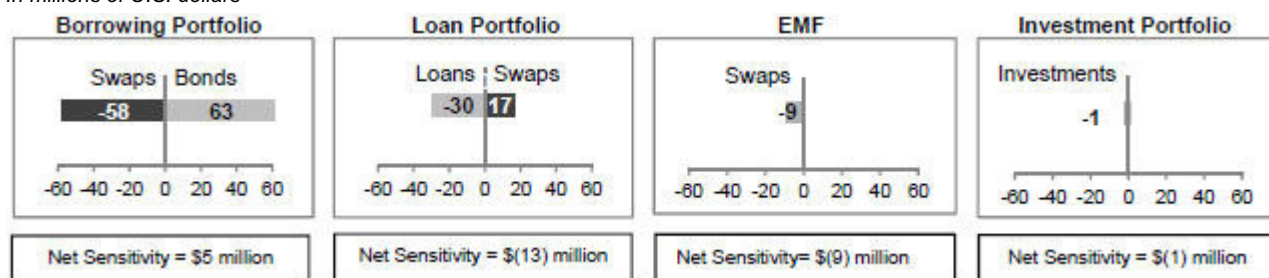 In millions of U.S. dollars
Borrowing Portfolio
Swaps Bonds
-58 63
-60 -40 -20 0 20 40 60
Net Sensitivity = $5 million
Loan Portfolio
Loans Swaps
-30 17
-60 -40 -20 0 20 40 60
Net Sensitivity = $(13) million
EMF
Swaps
-9
-60 -40 -20 0 20 40 60
Net Sensitivity= $(9) million
Investment Portfolio
Investments
-1
-60 -40 -20 0 20 40 60
Net Sensitivity = $(1) million